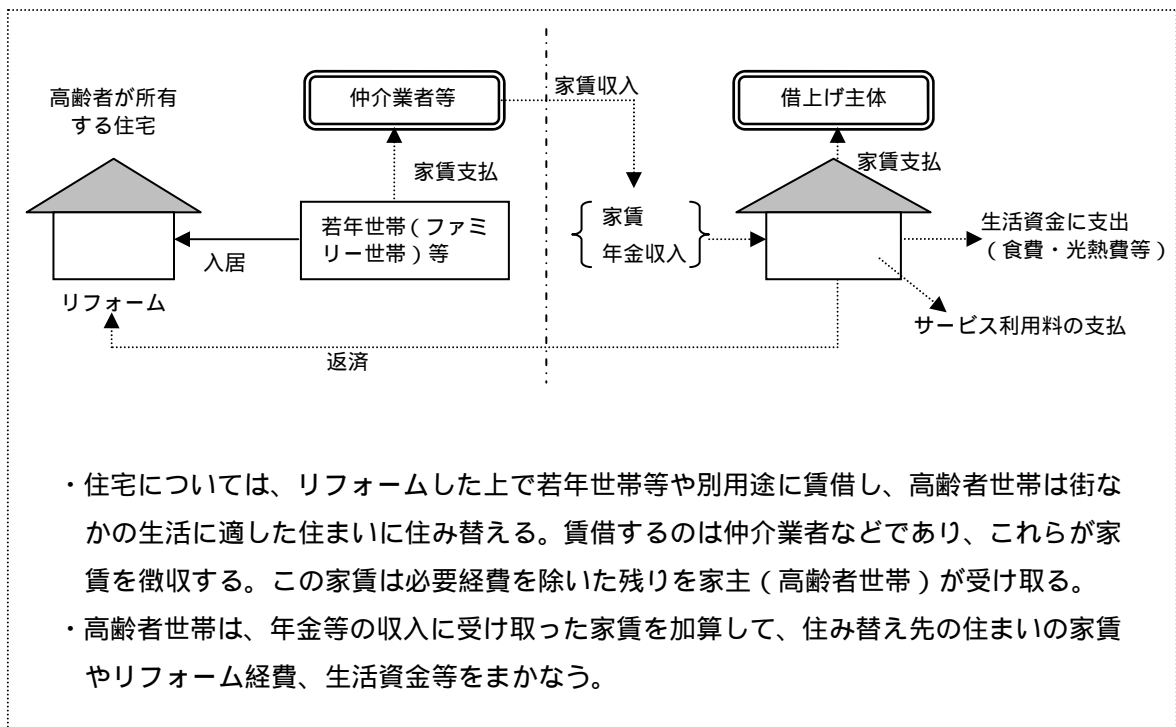 高齢者が所有
する住宅
仲介業者等
家賃収入
借上げ主体
家賃支払
家賃支払
若年世帯（ファミ
リー世帯）等
入居
リフォーム
家賃
年金収入
生活資金に支出
（食費・光熱費等）
サービス利用料の支払
返済
・住宅については、リフォームした上で若年世帯等や別用途に賃借し、高齢者世帯は街な
かの生活に適した住まいに住み替える。賃借するのは仲介業者などであり、これらが家
賃を徴収する。この家賃は必要経費を除いた残りを家主（高齢者世帯）が受け取る。
・高齢者世帯は、年金等の収入に受け取った家賃を加算して、住み替え先の住まいの家賃
やリフォーム経費、生活資金等をまかなう。